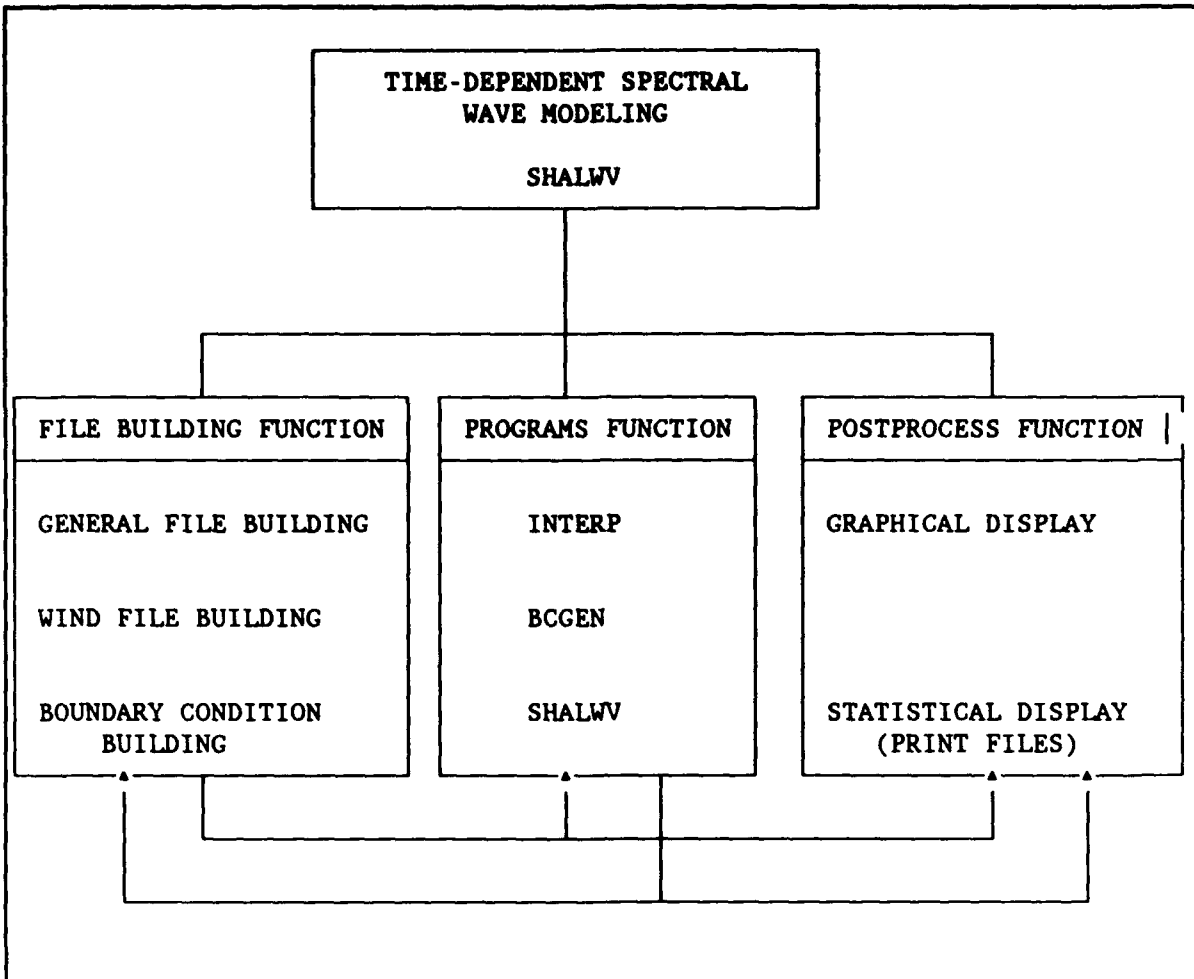 TIME-DEPENDENT SPECTRAL
WAVE MODELING
SHALWV
FILE BUILDING FUNCTION
GENERAL FILE BUILDING
WIND FILE BUILDING
BOUNDARY CONDITION
BUILDING
PROGRAMS FUNCTION
INTERP
BCGEN
SHALWV
POSTPROCESS FUNCTION
GRAPHICAL DISPLAY
STATISTICAL DISPLAY
(PRINT FILES)